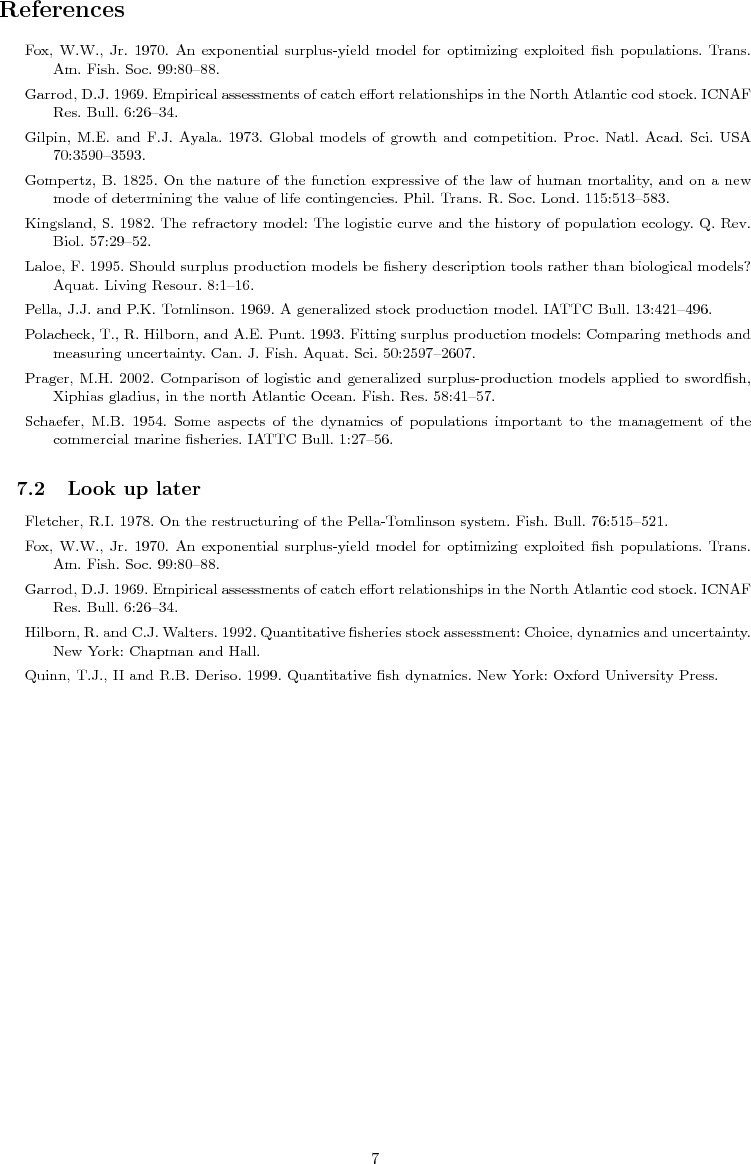 References
Fox, W.W., Jr. 1970. An exponential surplus-yield model for optimizing exploited fish populations. Trans.
Am. Fish. Soc. 99:80–88.
Garrod, D.J. 1969. Empirical assessments of catch effort relationships in the North Atlantic cod stock. ICNAF
Res. Bull. 6:26–34.
Gilpin, M.E. and F.J. Ayala. 1973. Global models of growth and competition. Proc. Natl. Acad. Sci. USA
70:3590–3593.
Gompertz, B. 1825. On the nature of the function expressive of the law of human mortality, and on a new
mode of determining the value of life contingencies. Phil. Trans. R. Soc. Lond. 115:513–583.
Kingsland, S. 1982. The refractory model: The logistic curve and the history of population ecology. Q. Rev.
Biol. 57:29–52.
Laloe, F. 1995. Should surplus production models be fishery description tools rather than biological models?
Aquat. Living Resour. 8:1–16.
Pella, J.J. and P.K. Tomlinson. 1969. A generalized stock production model. IATTC Bull. 13:421–496.
Polacheck, T., R. Hilborn, and A.E. Punt. 1993. Fitting surplus production models: Comparing methods and
measuring uncertainty. Can. J. Fish. Aquat. Sci. 50:2597–2607.
Prager, M.H. 2002. Comparison of logistic and generalized surplus-production models applied to swordfish,
Xiphias gladius, in the north Atlantic Ocean. Fish. Res. 58:41–57.
Schaefer, M.B. 1954. Some aspects of the dynamics of populations important to the management of the
commercial marine fisheries. IATTC Bull. 1:27–56.
7.2 Look up later
Fletcher, R.I. 1978. On the restructuring of the Pella-Tomlinson system. Fish. Bull. 76:515–521.
Fox, W.W., Jr. 1970. An exponential surplus-yield model for optimizing exploited fish populations. Trans.
Am. Fish. Soc. 99:80–88.
Garrod, D.J. 1969. Empirical assessments of catch effort relationships in the North Atlantic cod stock. ICNAF
Res. Bull. 6:26–34.
Hilborn, R. and C.J. Walters. 1992. Quantitative fisheries stock assessment: Choice, dynamics and uncertainty.
New York: Chapman and Hall.
Quinn, T.J., II and R.B. Deriso. 1999. Quantitative fish dynamics. New York: Oxford University Press.
7